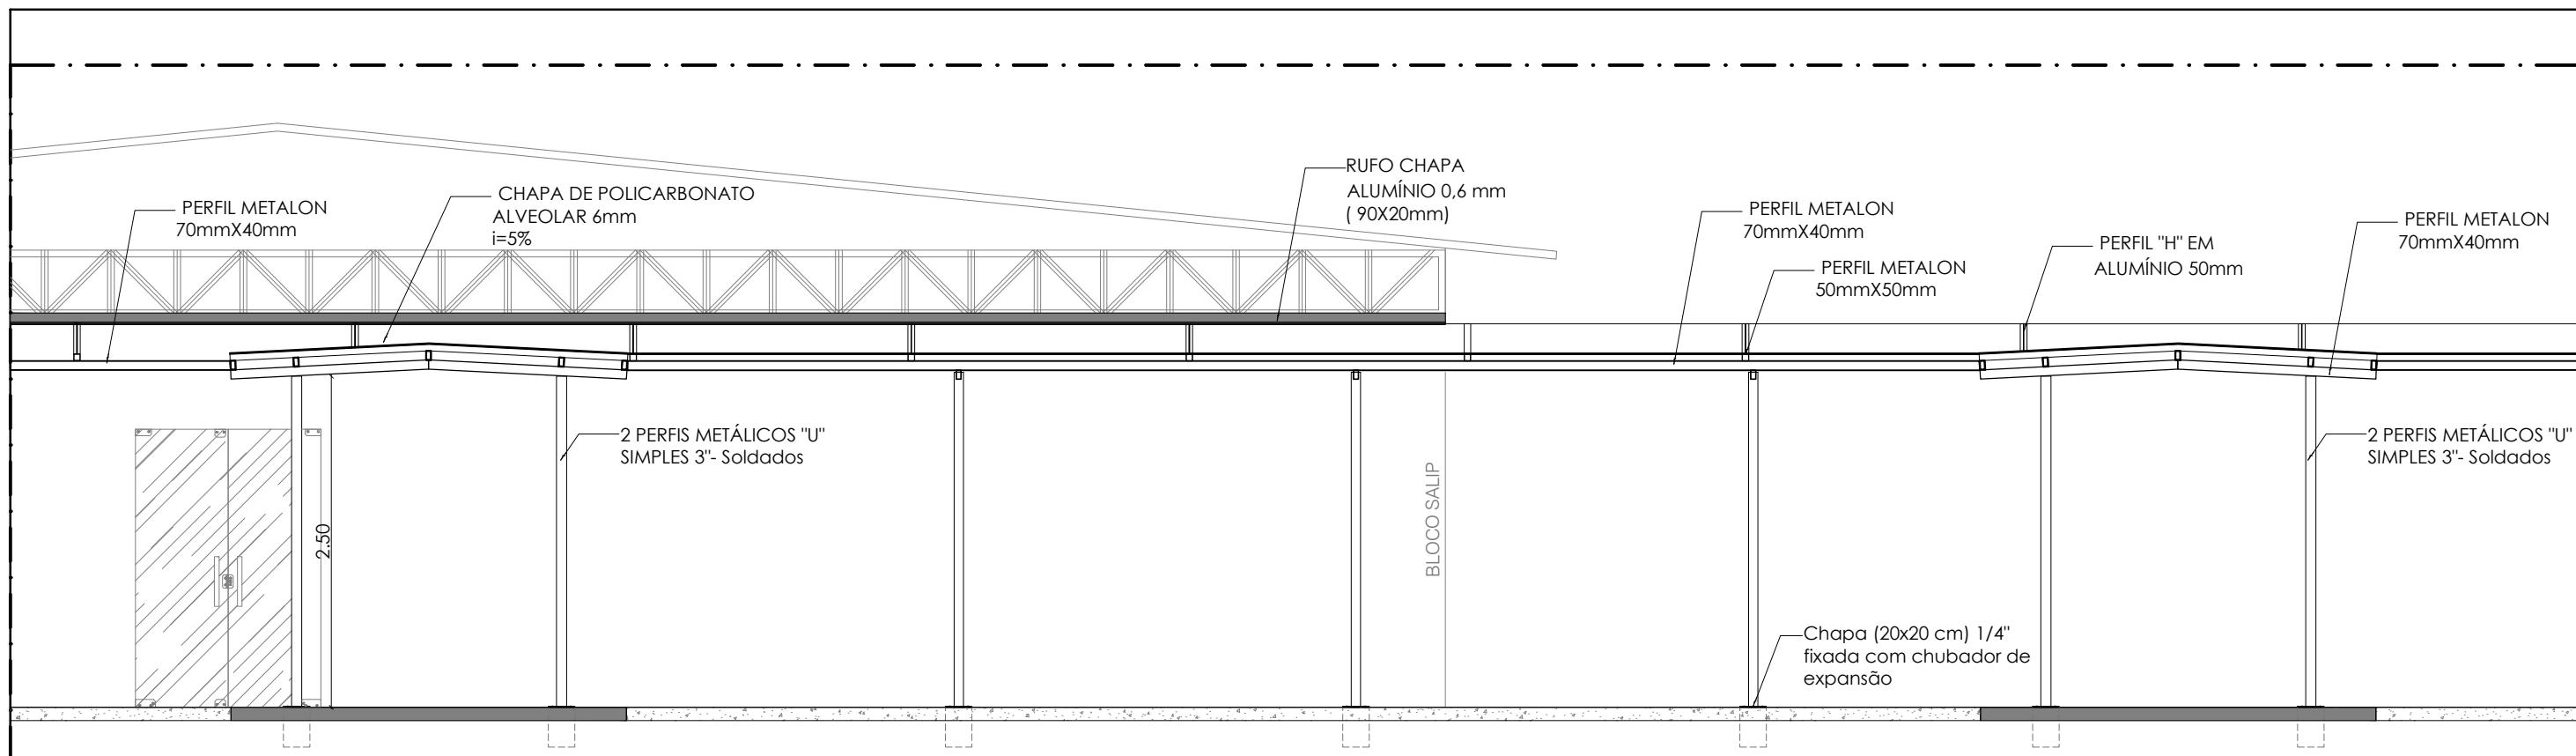 RUFO CHAPA
ALUMÍNIO 0,6 mm
( 90X20mm)
CHAPA DE POLICARBONATO
ALVEOLAR 6mm
i=5%
PERFIL METALON
70mmX40mm
PERFIL METALON
70mmX40mm
PERFIL METALON
50mmX50mm
PERFIL "H" EM
ALUMÍNIO 50mm
PERFIL METALON
70mmX40mm
2 PERFIS METÁLICOS "U"
SIMPLES 3"- Soldados
2 PERFIS METÁLICOS "U"
SIMPLES 3"- Soldados
2.50
BLOCO SALIP
Chapa (20x20 cm) 1/4"
fixada com chubador de
expansão